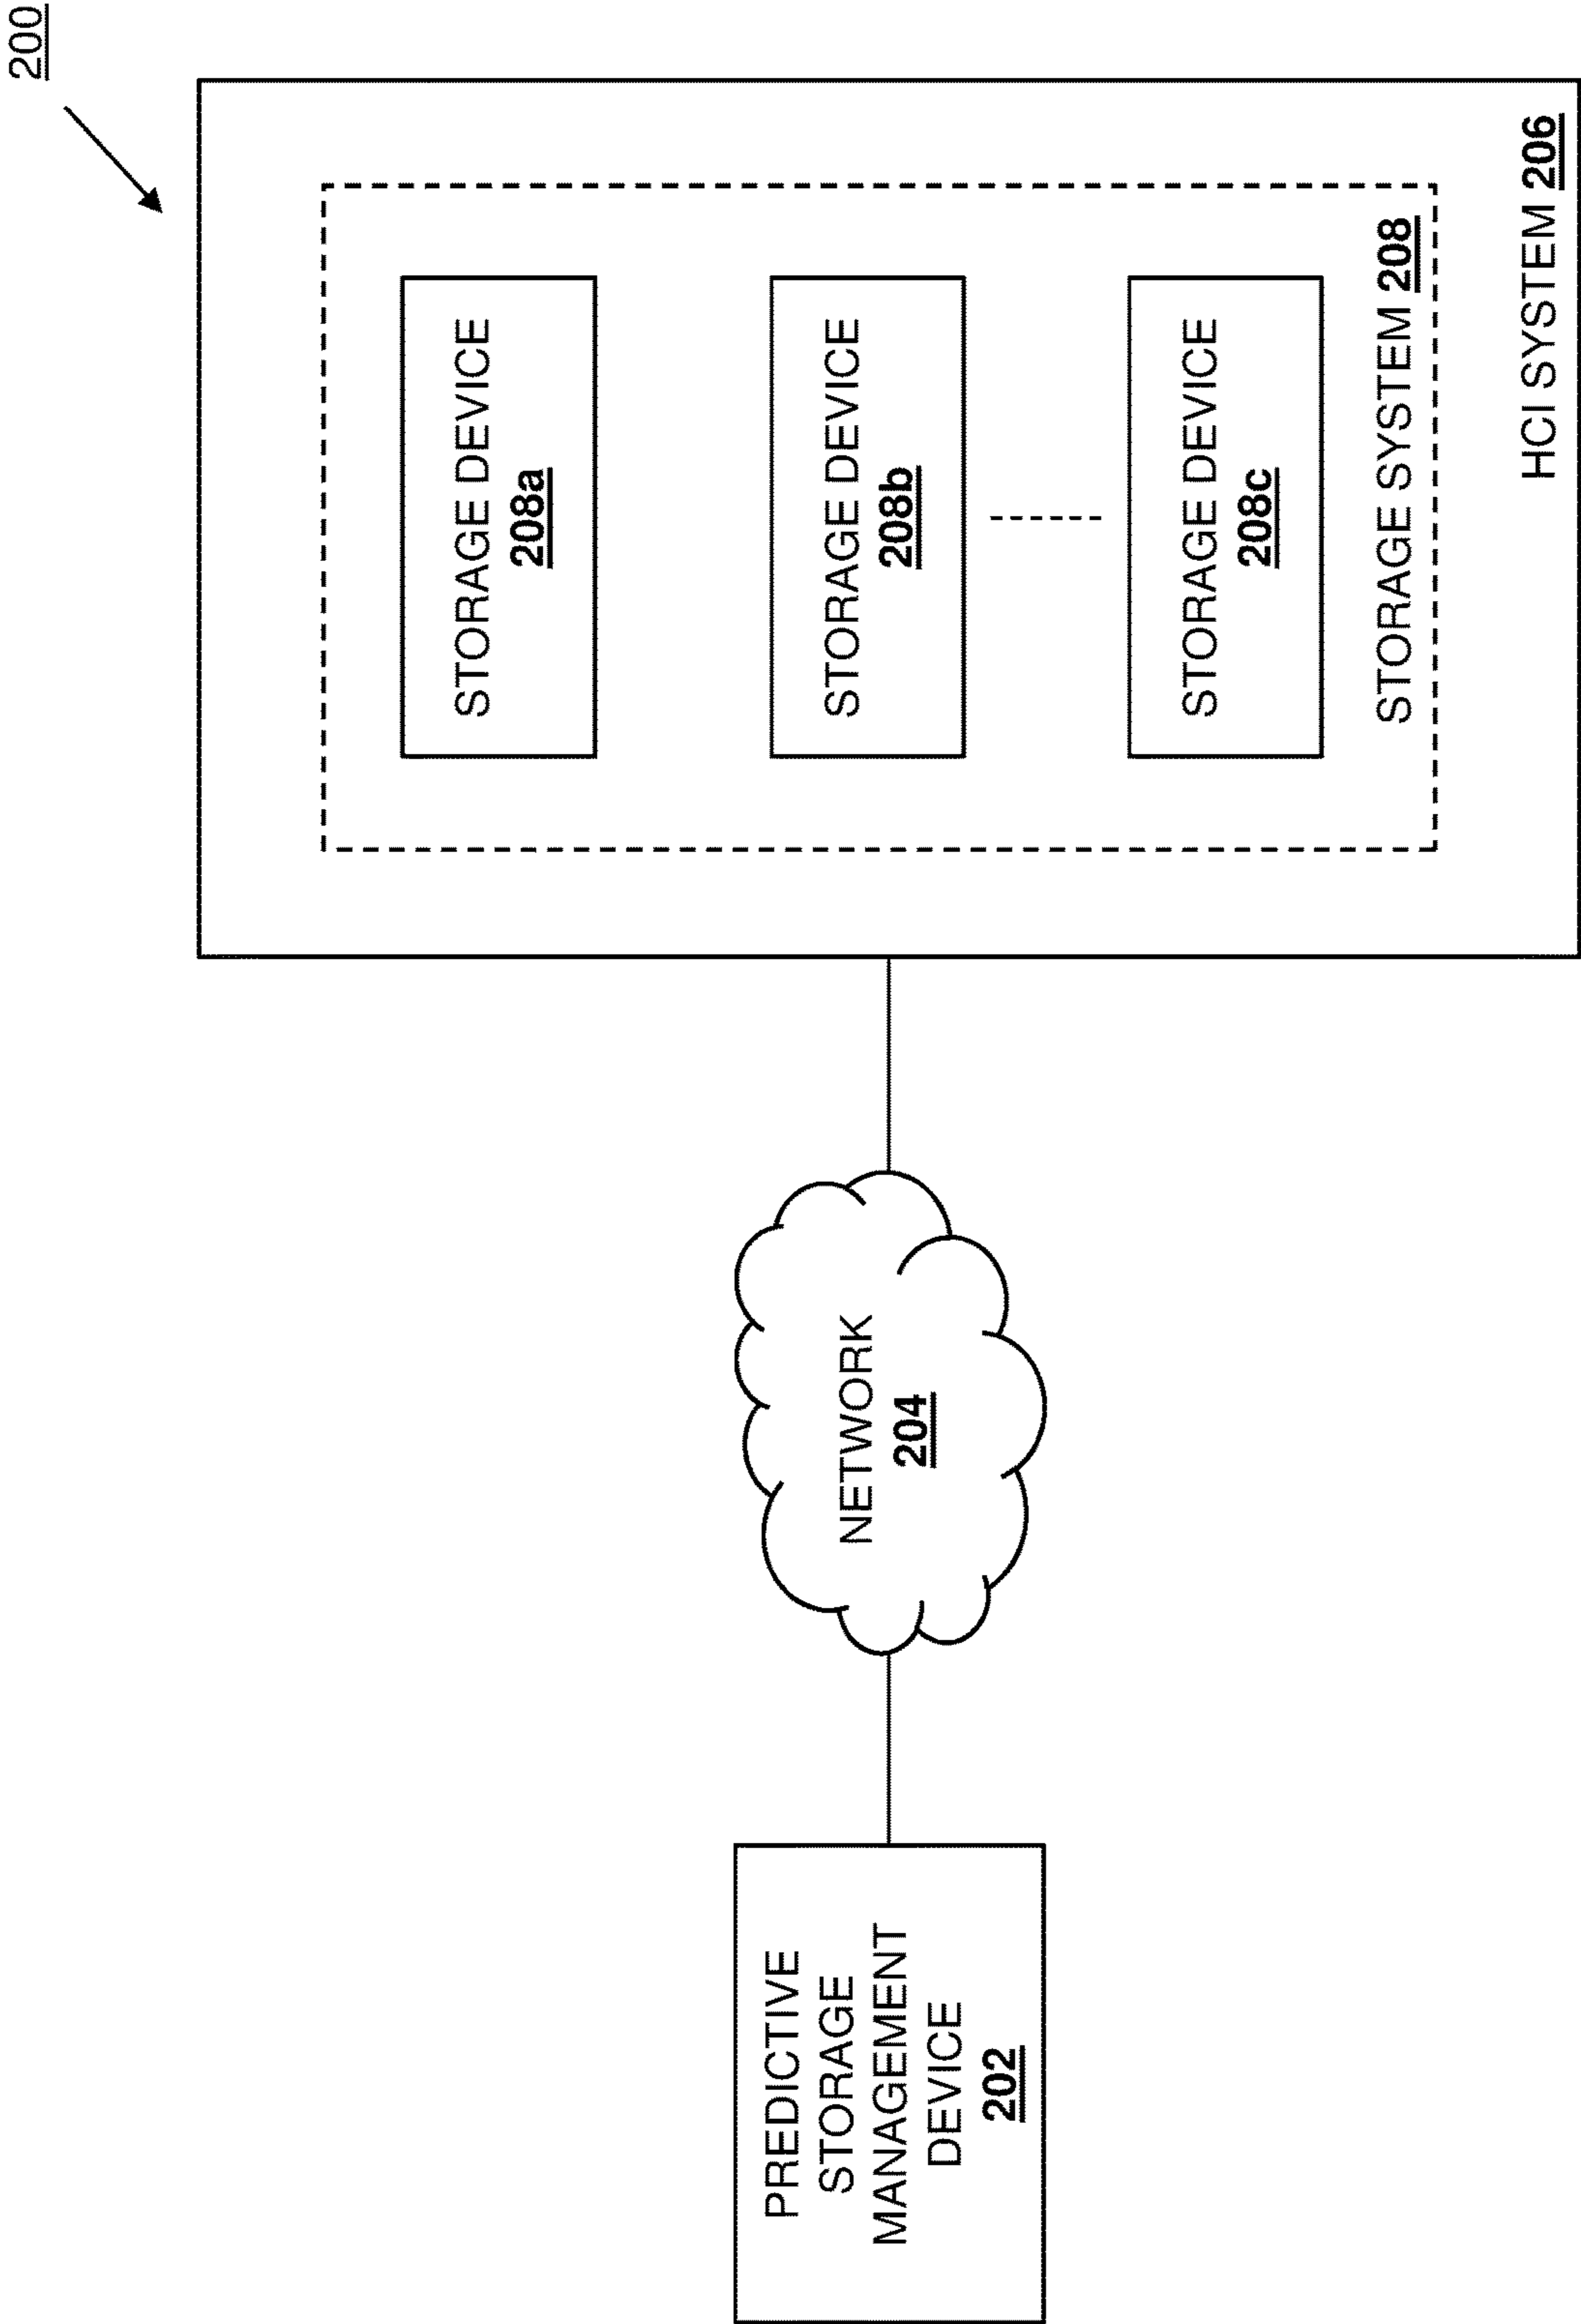 200
PREDICTIVE
STORAGE
MANAGEMENT
DEVICE
202
NETWORK
204
STORAGE DEVICE
208a
STORAGE DEVICE
208b
STORAGE DEVICE
208c
STORAGE SYSTEM 208
HCI SYSTEM 206